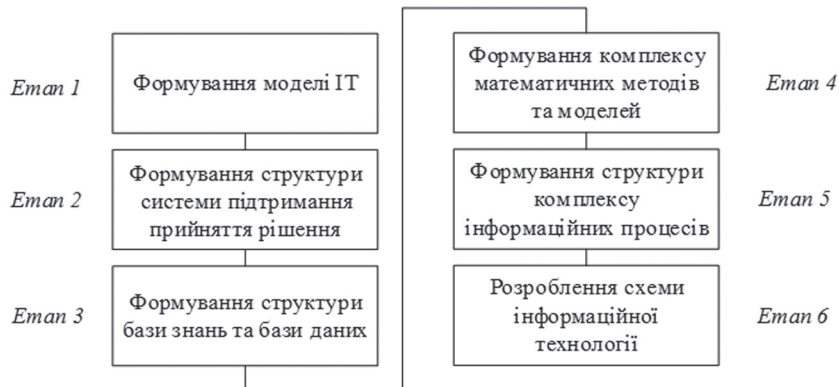 Етап 1
Формування моделі ІТ
Етап 2
Формування структури
системи підтримання
прийняття рішення
Етап 3
Формування структури
бази знань та бази даних
Формування комплексу
математичних методів
та моделей
Етап 4
Формування структури
комплексу
інформаційних процесів
Етап 5
Розроблення схеми
інформаційної
технології
Етап 6